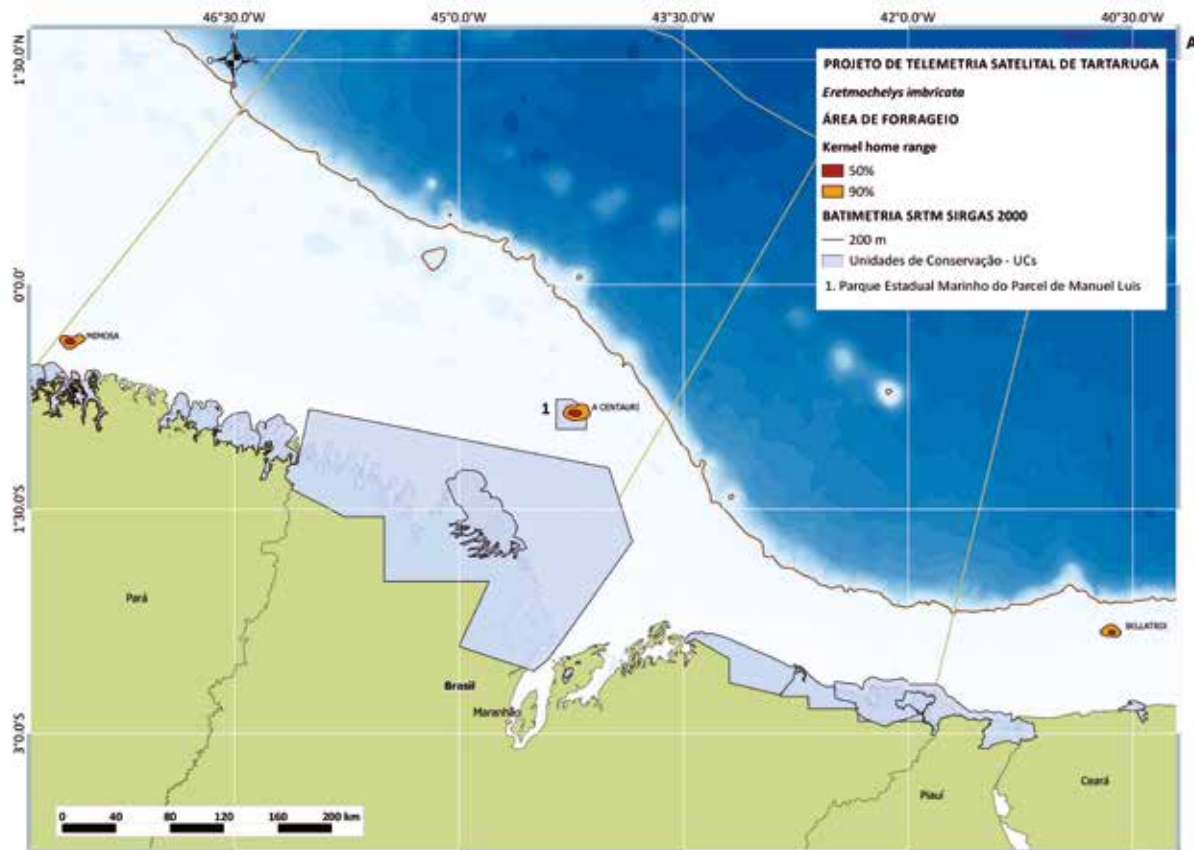 46°30.0'W 45°0.0'W 43°30.0'W 42°0.0'W 40°30.0'W
A
1°30.0'N
0°0.0'
1°30.0'S
3°0.0'S
PROJETO DE TELEMETRIA SATELITAL DE TARTARUGA
Eretmochelys imbricata
ÁREA DE FORRAGEIO
Kernel home range
50%
90%
BATIMETRIA SRTM SIRGAS 2000
200 m
Unidades de Conservação - UCs
1. Parque Estadual Marinho do Parcel de Manuel Luis
MIMOSA
1
A CENTAURI
Pará
Brasil
Maranhão
Piauí
Ceará
0 40 80 120 160 200 km